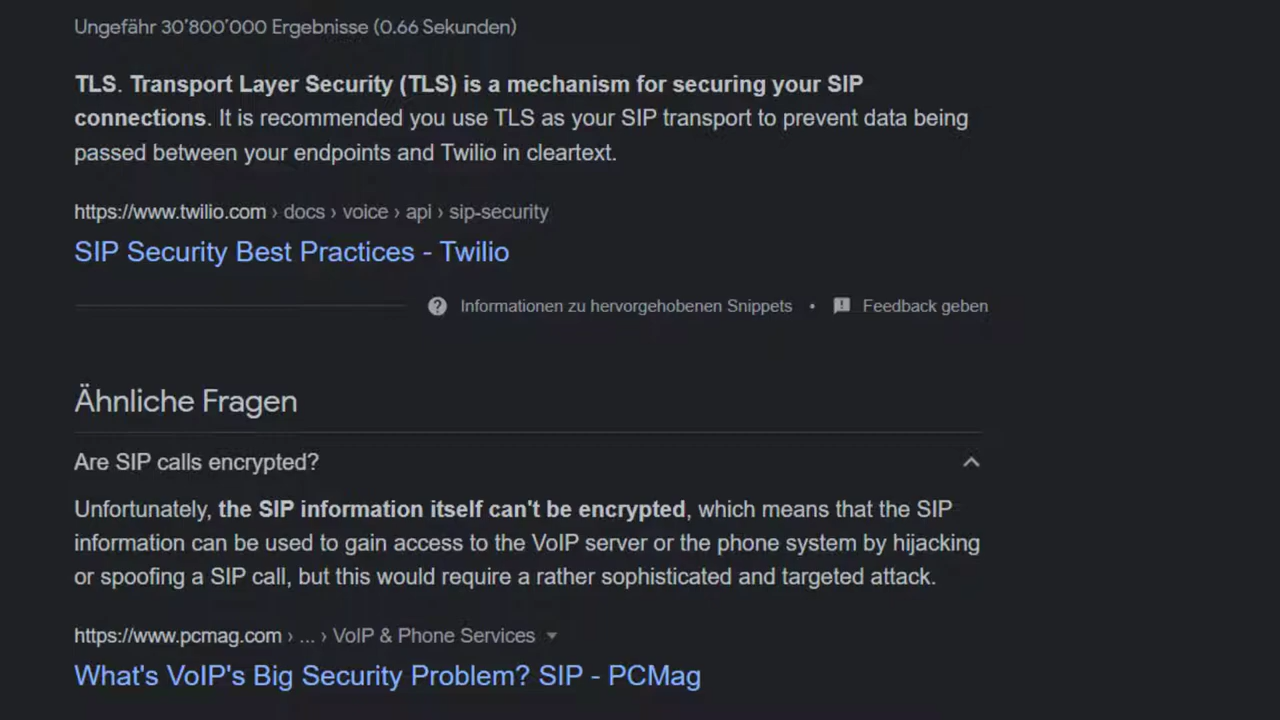 Ungefähr 30’800’000 Ergebnisse (0.66 Sekunden)
TLS. Transport Layer Security (TLS) is a mechanism for securing your SIP
connections. It is recommended you use TLS as your SIP transport to prevent data being
passed between your endpoints and Twilio in cleartext.
https://www.twilio.com › docs › voice › api › sip-security
SIP Security Best Practices - Twilio
Informationen zu hervorgehobenen Snippets • Feedback geben
Ähnliche Fragen
Are SIP calls encrypted?
Unfortunately, the SIP information itself can't be encrypted, which means that the SIP
information can be used to gain access to the VoIP server or the phone system by hijacking
or spoofing a SIP call, but this would require a rather sophisticated and targeted attack.
https://www.pcmag.com › ... › VoIP & Phone Services
What's VoIP's Big Security Problem? SIP - PCMag